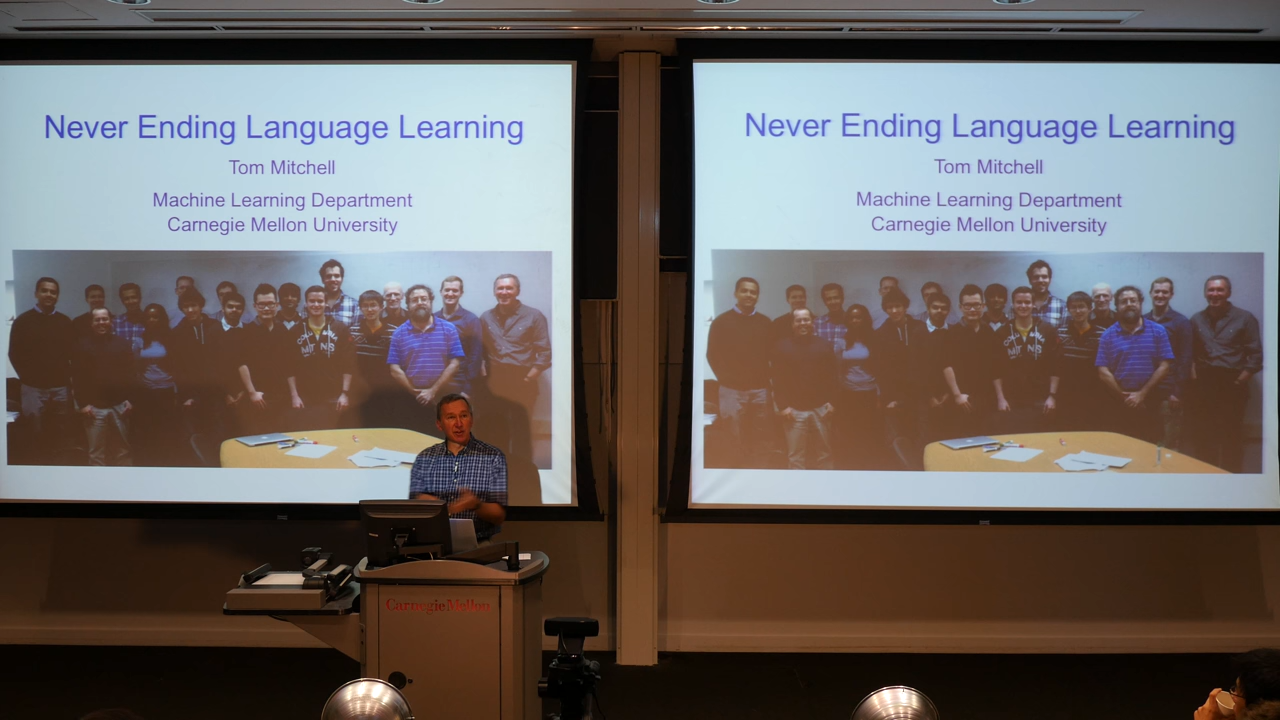 Never Ending Language Learning
Tom Mitchell
Machine Learning Department
Carnegie Mellon University
Never Ending Language Learning
Tom Mitchell
Machine Learning Department
Carnegie Mellon University
Carnegie Mellon